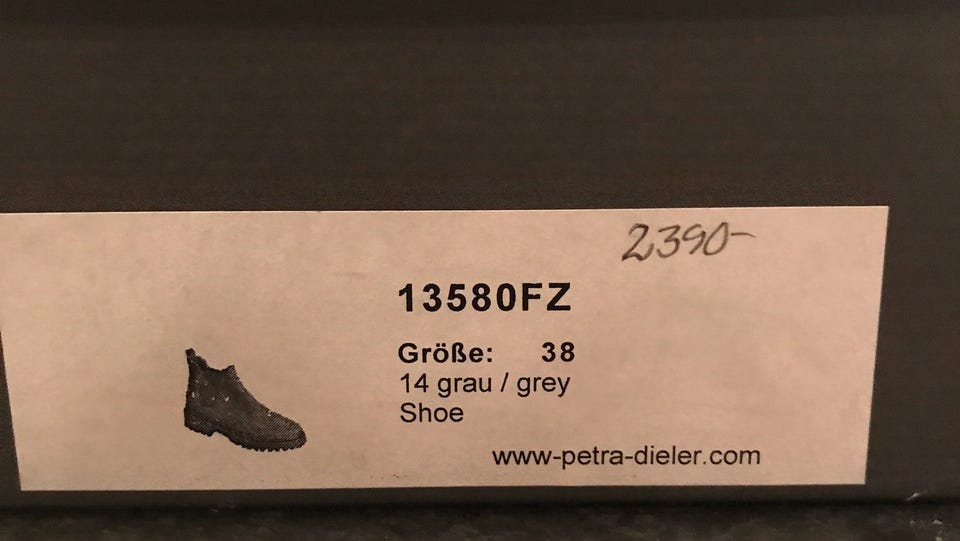 2390-
13580FZ
Größe: 38
14 grau / grey
Shoe
www-petra-dieler.com